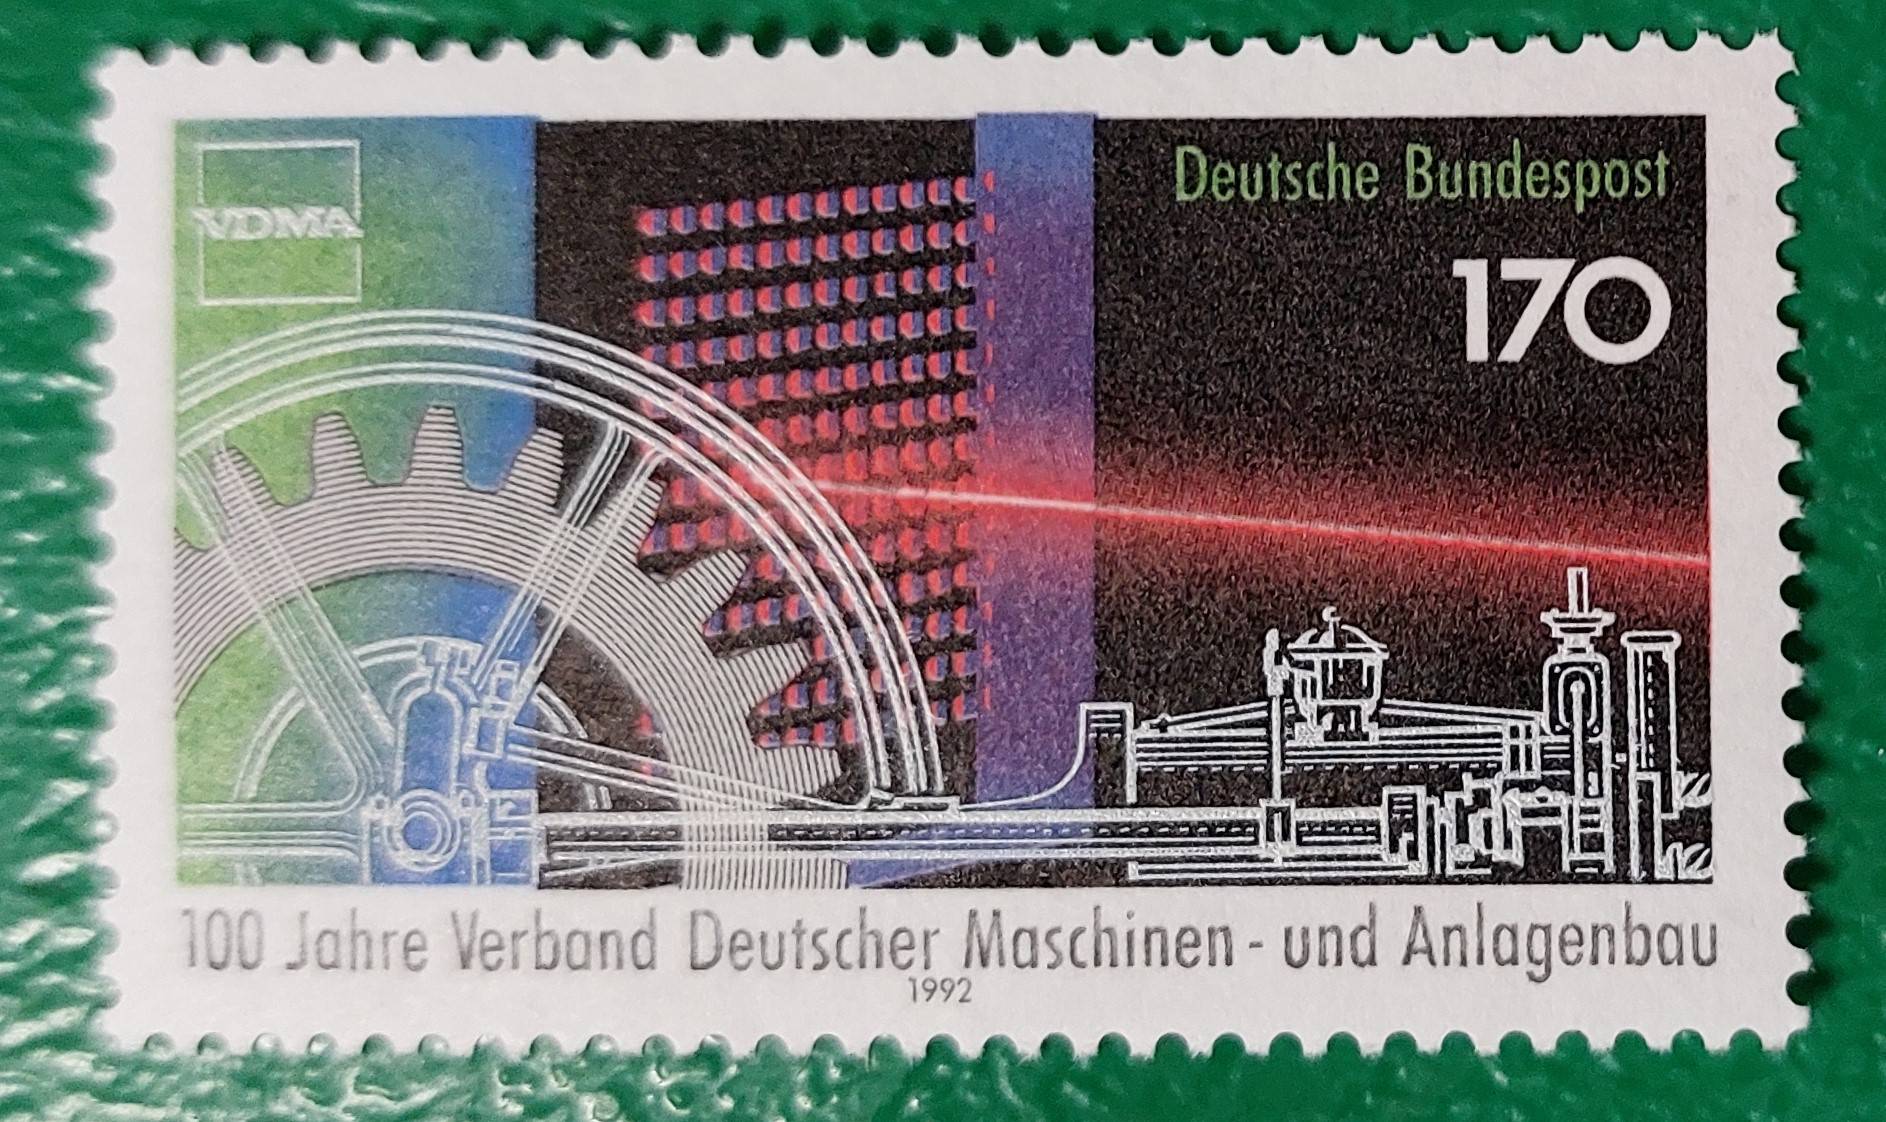 VDMA
Deutsche Bundespost
170
100 Jahre Verband Deutscher Maschinen - und Anlagenbau
1992